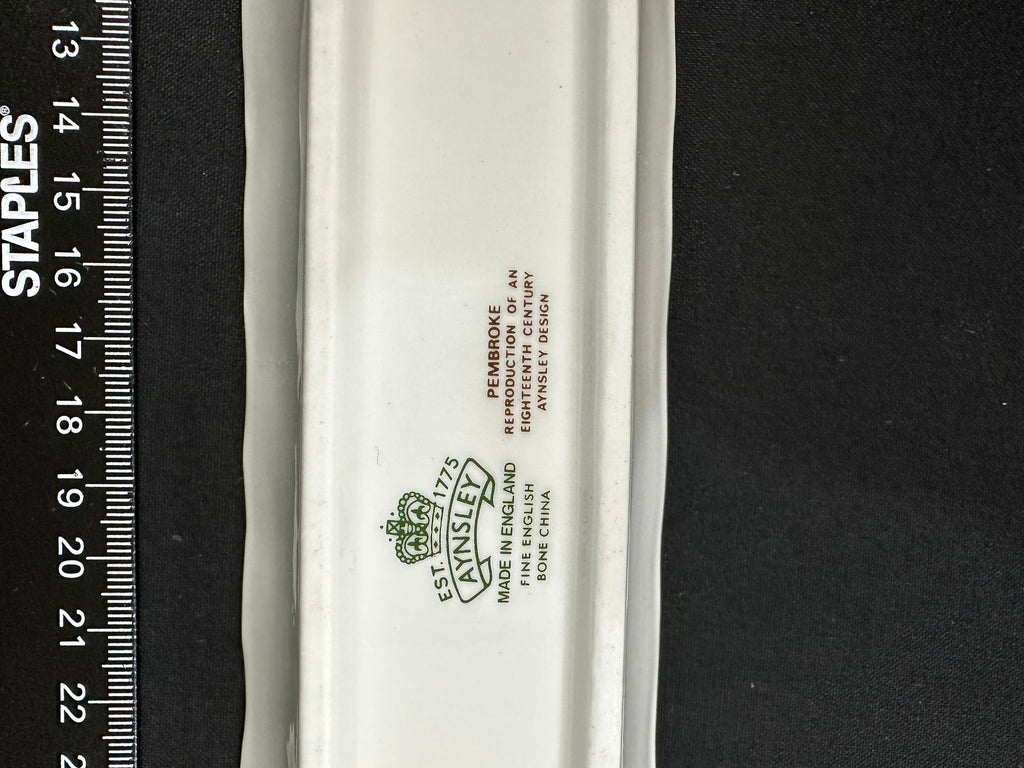 STAPLES®
13
14
15
16
17
18
19
20
21
22
2
EST. 1775
AYNSLEY
MADE IN ENGLAND
FINE ENGLISH
BONE CHINA
PEMBROKE
REPRODUCTION OF AN
EIGHTEENTH CENTURY
AYNSLEY DESIGN